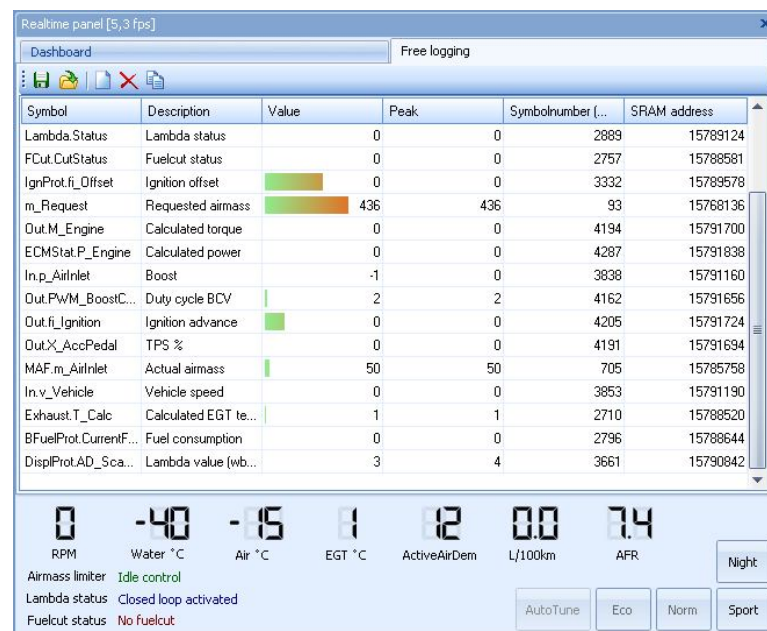 Realtime panel [5,3 fps]
Dashboard Free logging
Symbol Description Value Peak Symbolnumber (... SRAM address
Lambda.Status Lambda status 0 0 2889 15789124
FCut.CutStatus Fuelcut status 0 0 2757 15788581
IgnProt.fi_Offset Ignition offset 0 0 3332 15789578
m_Request Requested airmass 436 436 93 15768136
Out.M_Engine Calculated torque 0 0 4194 15791700
ECMStat.P_Engine Calculated power 0 0 4287 15791838
In.p_AirInlet Boost -1 0 3838 15791160
Out.PWM_BoostC... Duty cycle BCV 2 2 4162 15791656
Out.fi_Ignition Ignition advance 0 0 4205 15791724
Out.X_AccPedal TPS % 0 0 4191 15791694
MAF.m_AirInlet Actual airmass 50 50 705 15785758
In.v_Vehicle Vehicle speed 0 0 3853 15791190
Exhaust.T_Calc Calculated EGT te... 1 1 2710 15788520
BFuelProt.CurrentF... Fuel consumption 0 0 2796 15788644
DisplProt.AD_Sca... Lambda value (wb... 3 4 3661 15790842
0 -40 -15 1 12 0.0 7.4
RPM Water °C Air °C EGT °C ActiveAirDem L/100km AFR
Night
Airmass limiter Idle control
Lambda status Closed loop activated
AutoTune Eco Norm Sport
Fuelcut status No fuelcut